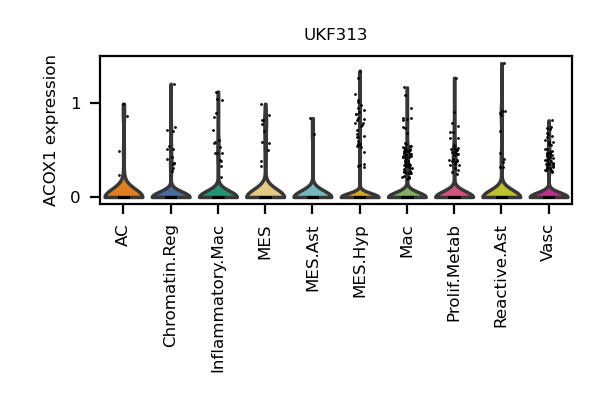 UKF313
ACOX1 expression
1
0
AC
Chromatin.Reg
Inflammatory.Mac
MES
MES.Ast
MES.Hyp
Mac
Prolif.Metab
Reactive.Ast
Vasc